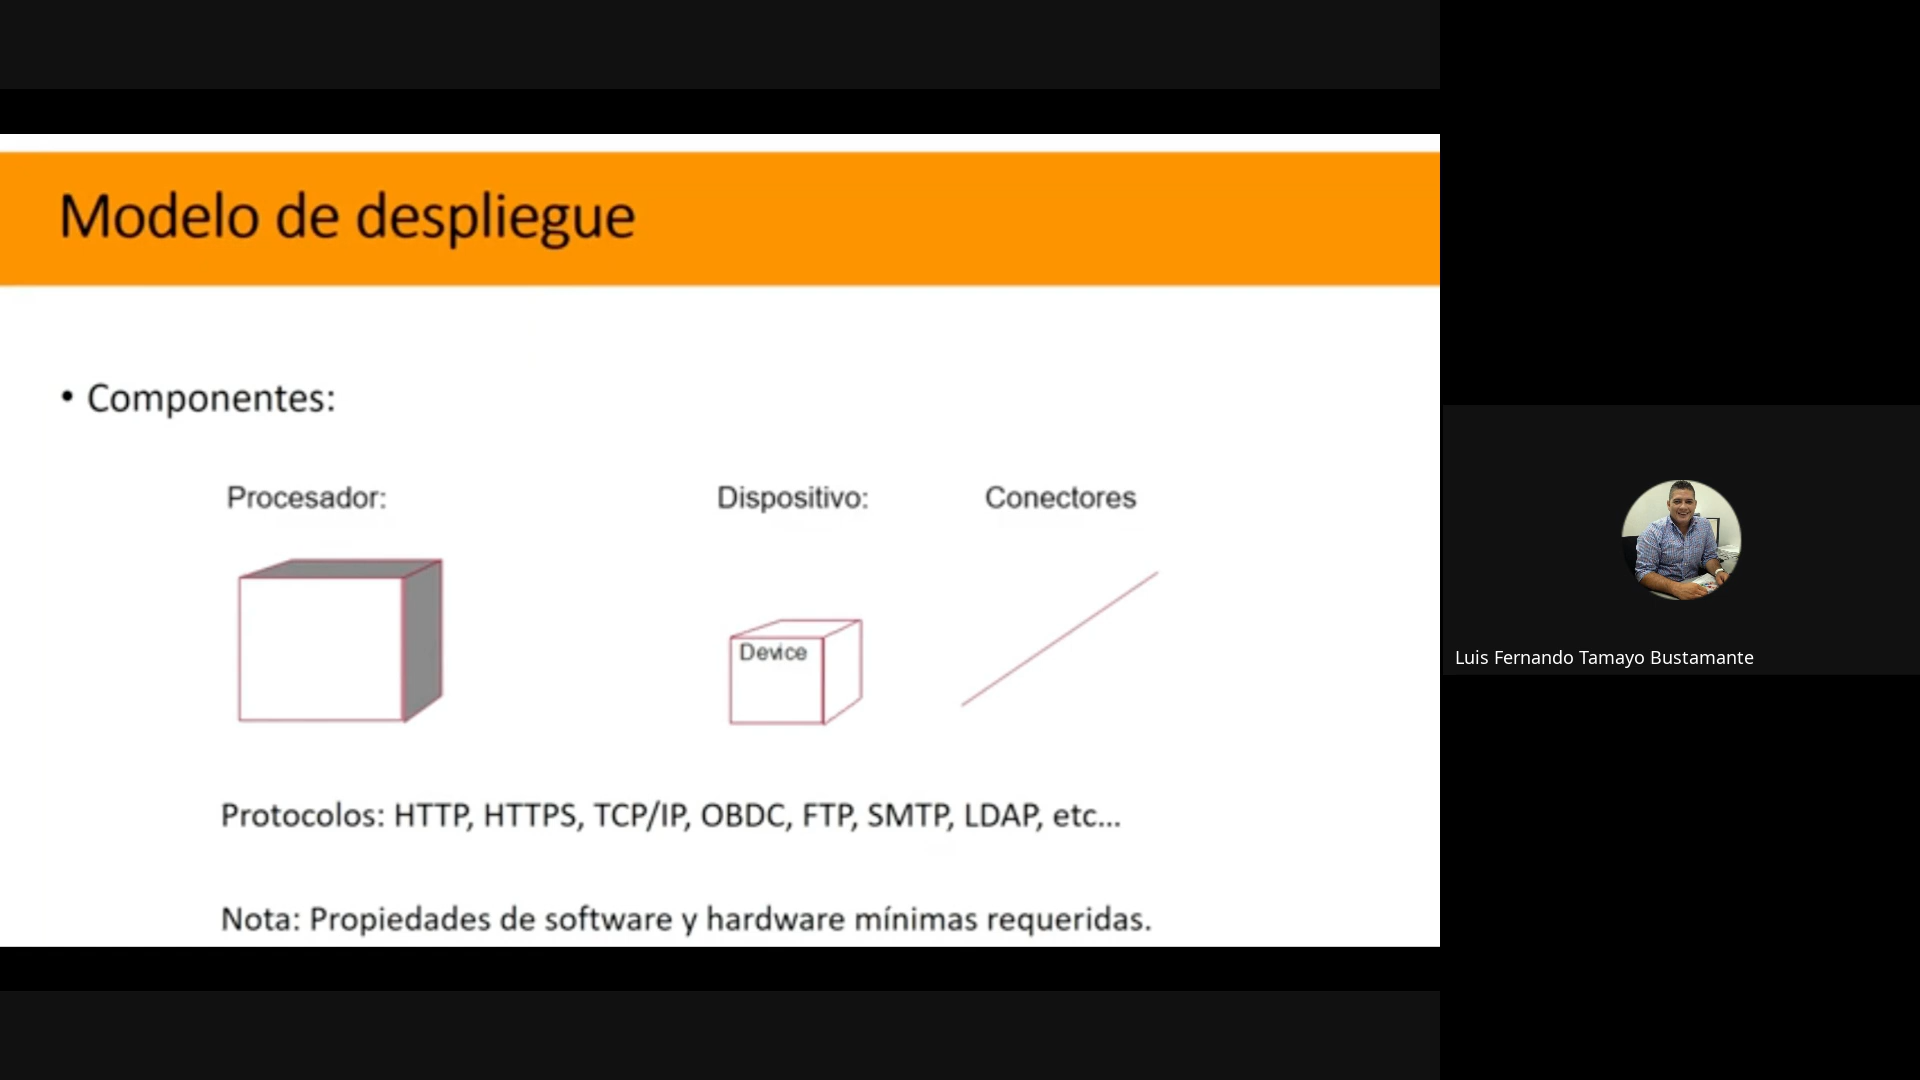 Modelo de despliegue
• Componentes:
Procesador: Dispositivo: Conectores
Device
Protocolos: HTTP, HTTPS, TCP/IP, OBDC, FTP, SMTP, LDAP, etc...
Nota: Propiedades de software y hardware mínimas requeridas.
Luis Fernando Tamayo Bustamante